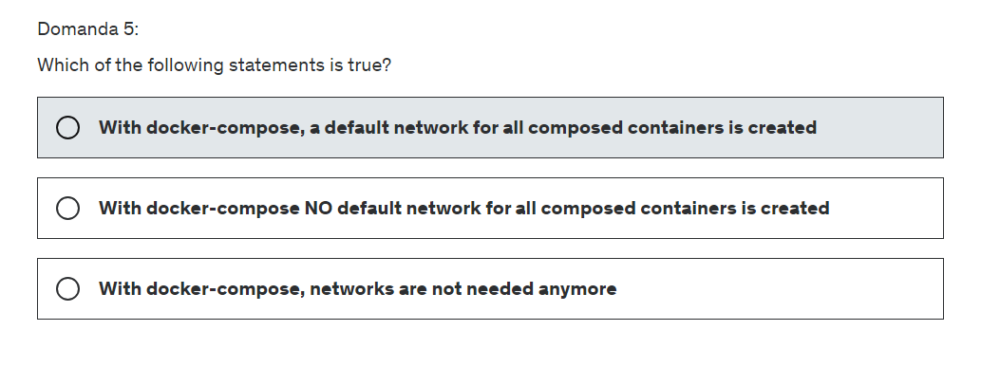 Domanda 5:
Which of the following statements is true?
With docker-compose, a default network for all composed containers is created
With docker-compose NO default network for all composed containers is created
With docker-compose, networks are not needed anymore